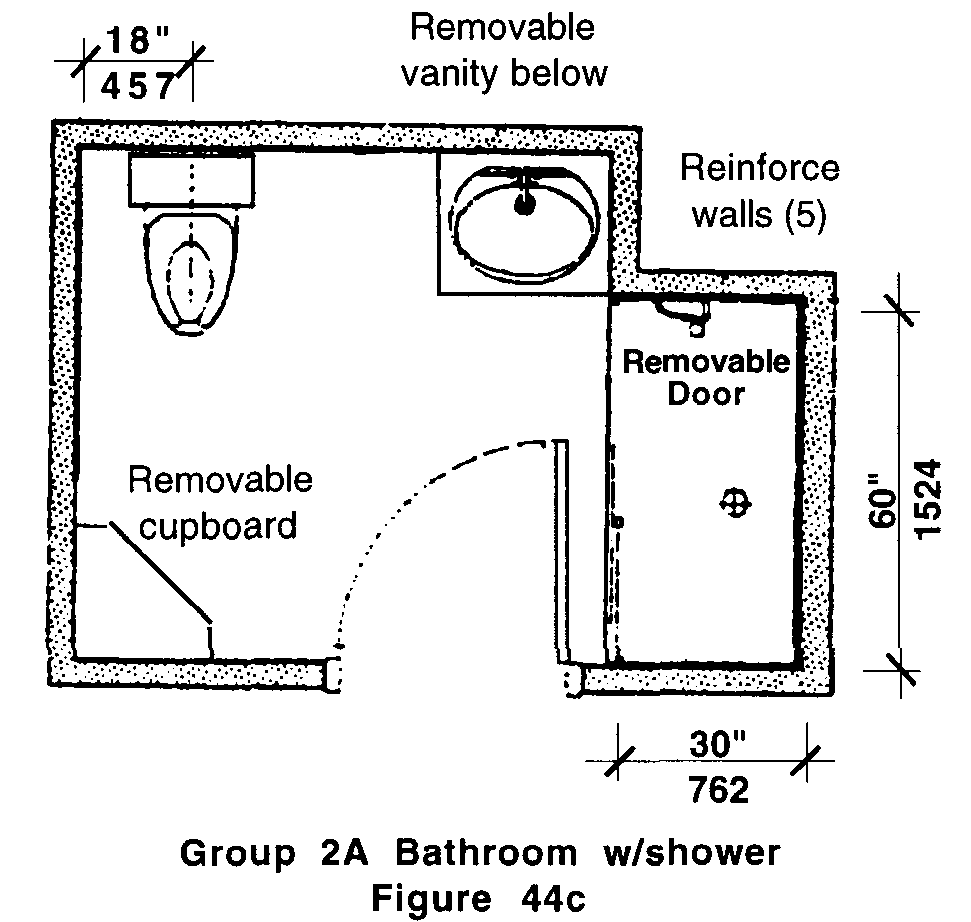 18"
457
Removable
vanity below
Reinforce
walls (5)
Removable
Door
Removable
cupboard
60"
1524
30"
762
Group 2A Bathroom w/shower
Figure 44c